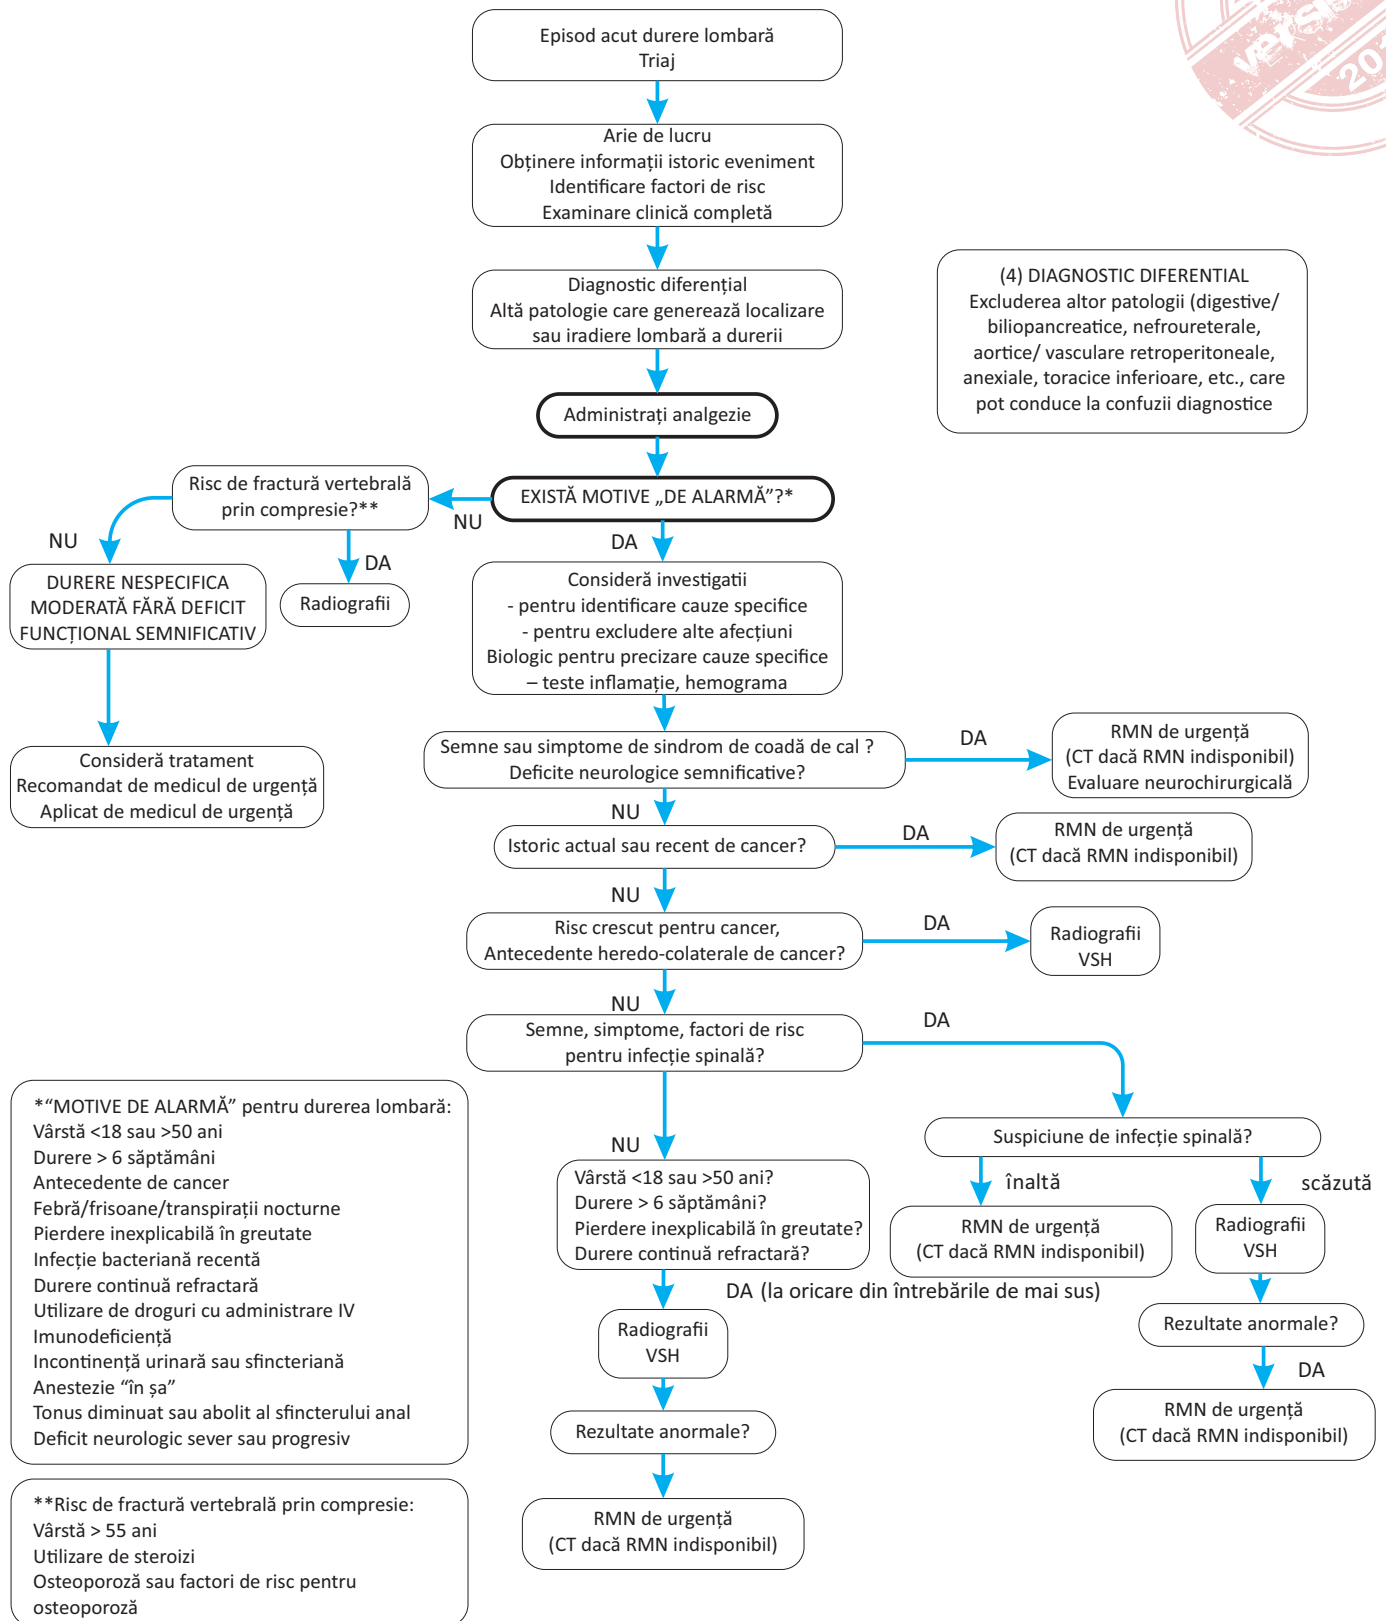 Episod acut durere lombară
Triaj
Arie de lucru
Obținere informații istoric eveniment
Identificare factori de risc
Examinare clinică completă
Diagnostic diferențial
Altă patologie care generează localizare
sau iradiere lombară a durerii
(4) DIAGNOSTIC DIFERENTIAL
Excluderea altor patologii (digestive/
biliopancreatice, nefroureterale,
aortice/ vasculare retroperitoneale,
anexiale, toracice inferioare, etc., care
pot conduce la confuzii diagnostice
Administrați analgezie
EXISTĂ MOTIVE „DE ALARMĂ”?*
NU
Risc de fractură vertebrală
prin compresie?**
NU
DA
DURERE NESPECIFICA
MODERATĂ FĂRĂ DEFICIT
FUNCȚIONAL SEMNIFICATIV
Radiografii
Consideră tratament
Recomandat de medicul de urgență
Aplicat de medicul de urgență
DA
Consideră investigatii
- pentru identificare cauze specifice
- pentru excludere alte afecțiuni
Biologic pentru precizare cauze specifice
– teste inflamație, hemograma
Semne sau simptome de sindrom de coadă de cal ?
Deficite neurologice semnificative?
DA
RMN de urgență
(CT dacă RMN indisponibil)
Evaluare neurochirurgicală
NU
Istoric actual sau recent de cancer?
DA
RMN de urgență
(CT dacă RMN indisponibil)
NU
Risc crescut pentru cancer,
Antecedente heredo-colaterale de cancer?
DA
Radiografii
VSH
NU
Semne, simptome, factori de risc
pentru infecție spinală?
DA
Suspiciune de infecție spinală?
înaltă
scăzută
RMN de urgență
(CT dacă RMN indisponibil)
Radiografii
VSH
Rezultate anormale?
DA
RMN de urgență
(CT dacă RMN indisponibil)
NU
Vârstă <18 sau >50 ani?
Durere > 6 săptămâni?
Pierdere inexplicabilă în greutate?
Durere continuă refractară?
DA (la oricare din întrebările de mai sus)
Radiografii
VSH
Rezultate anormale?
RMN de urgență
(CT dacă RMN indisponibil)
*“MOTIVE DE ALARMĂ” pentru durerea lombară:
Vârstă <18 sau >50 ani
Durere > 6 săptămâni
Antecedente de cancer
Febră/frisoane/transpirații nocturne
Pierdere inexplicabilă în greutate
Infecție bacteriană recentă
Durere continuă refractară
Utilizare de droguri cu administrare IV
Imunodeficiență
Incontinență urinară sau sfincteriană
Anestezie “în șa”
Tonus diminuat sau abolit al sfincterului anal
Deficit neurologic sever sau progresiv
**Risc de fractură vertebrală prin compresie:
Vârstă > 55 ani
Utilizare de steroizi
Osteoporoză sau factori de risc pentru
osteoporoză